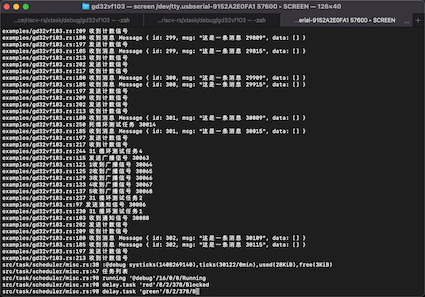 gd32vf103 — screen /dev/tty.usbserial-9152A2E0FA1 57600 • SCREEN — 126×40
...ce/riscv-rs/xtask/debug/gd32vf103 — -zsh
~/debug/gd32vf103 — -zsh
...serial-9152A2E0FA1 57600 • SCREEN
examples/gd32vf103.rs:209 收到计数信号
examples/gd32vf103.rs:180 收到消息 Message { id: 299, msg: "这是一条消息 29809", data: [] }
examples/gd32vf103.rs:197 发送计数信号
examples/gd32vf103.rs:217 收到计数信号
examples/gd32vf103.rs:185 收到消息 Message { id: 299, msg: "这是一条消息 29815", data: [] }
examples/gd32vf103.rs:197 发送计数信号
examples/gd32vf103.rs:202 发送计数信号
examples/gd32vf103.rs:213 收到计数信号
examples/gd32vf103.rs:180 收到消息 Message { id: 300, msg: "这是一条消息 29909", data: [] }
examples/gd32vf103.rs:185 收到消息 Message { id: 300, msg: "这是一条消息 29915", data: [] }
examples/gd32vf103.rs:197 发送计数信号
examples/gd32vf103.rs:202 发送计数信号
examples/gd32vf103.rs:213 收到计数信号
examples/gd32vf103.rs:180 收到消息 Message { id: 301, msg: "这是一条消息 30009", data: [] }
examples/gd32vf103.rs:250 死循环测试任务 30014
examples/gd32vf103.rs:185 收到消息 Message { id: 301, msg: "这是一条消息 30015", data: [] }
examples/gd32vf103.rs:197 发送计数信号
examples/gd32vf103.rs:217 收到计数信号
examples/gd32vf103.rs:244 31 循环测试任务4
examples/gd32vf103.rs:115 发送广播信号 30063
examples/gd32vf103.rs:121 1收到广播信号 30064
examples/gd32vf103.rs:125 2收到广播信号 30065
examples/gd32vf103.rs:129 3收到广播信号 30066
examples/gd32vf103.rs:133 4收到广播信号 30067
examples/gd32vf103.rs:137 5收到广播信号 30068
examples/gd32vf103.rs:237 31 循环测试任务2
examples/gd32vf103.rs:97 发送通知信号 30086
examples/gd32vf103.rs:230 31 循环测试任务1
examples/gd32vf103.rs:103 收到通知信号 30088
examples/gd32vf103.rs:202 发送计数信号
examples/gd32vf103.rs:209 收到计数信号
examples/gd32vf103.rs:180 收到消息 Message { id: 302, msg: "这是一条消息 30109", data: [] }
examples/gd32vf103.rs:185 收到消息 Message { id: 302, msg: "这是一条消息 30115", data: [] }
examples/gd32vf103.rs:197 发送计数信号
examples/gd32vf103.rs:213 收到计数信号
src/task/scheduler/misc.rs:38 :@debug systicks(1408269140),ticks(30122/0min),used(28KiB),free(3KiB)
src/task/scheduler/misc.rs:47 任务列表
src/task/scheduler/misc.rs:98 running '@debug'/16/0/0/Running
src/task/scheduler/misc.rs:98 delay.task 'red'/8/2/378/Blocked
src/task/scheduler/misc.rs:98 delay.task 'green'/8/2/378/B